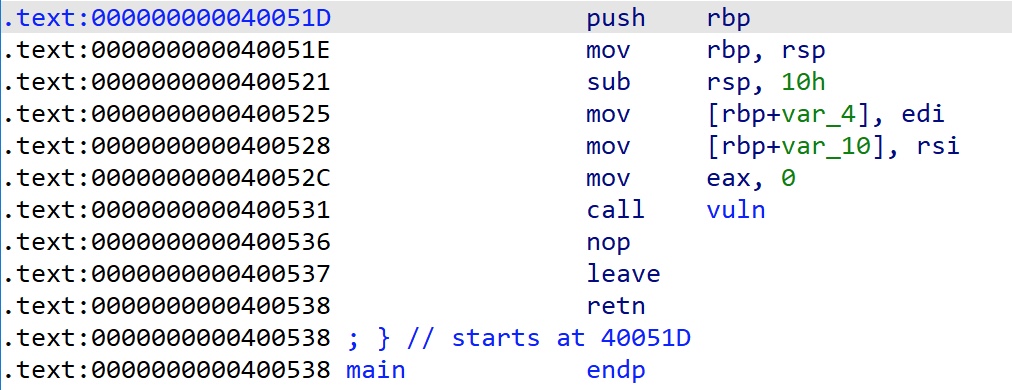 .text:000000000040051D push rbp
.text:000000000040051E mov rbp, rsp
.text:0000000000400521 sub rsp, 10h
.text:0000000000400525 mov [rbp+var_4], edi
.text:0000000000400528 mov [rbp+var_10], rsi
.text:000000000040052C mov eax, 0
.text:0000000000400531 call vuln
.text:0000000000400536 nop
.text:0000000000400537 leave
.text:0000000000400538 retn
.text:0000000000400538 ; } // starts at 40051D
.text:0000000000400538 main endp